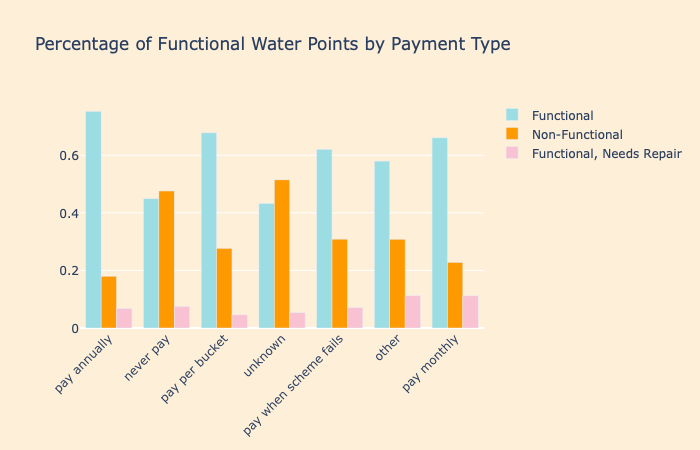 Percentage of Functional Water Points by Payment Type
Functional
Non-Functional
Functional, Needs Repair
0.6
0.4
0.2
0
pay annually
never pay
pay per bucket
unknown
pay when scheme fails
other
pay monthly